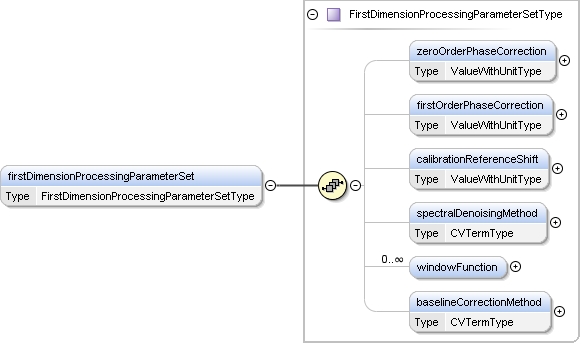 FirstDimensionProcessingParameterSetType
zeroOrderPhaseCorrection
Type ValueWithUnitType
firstOrderPhaseCorrection
Type ValueWithUnitType
calibrationReferenceShift
Type ValueWithUnitType
firstDimensionProcessingParameterSet
Type FirstDimensionProcessingParameterSetType
spectralDenoisingMethod
Type CVTermType
0..∞
windowFunction
baselineCorrectionMethod
Type CVTermType